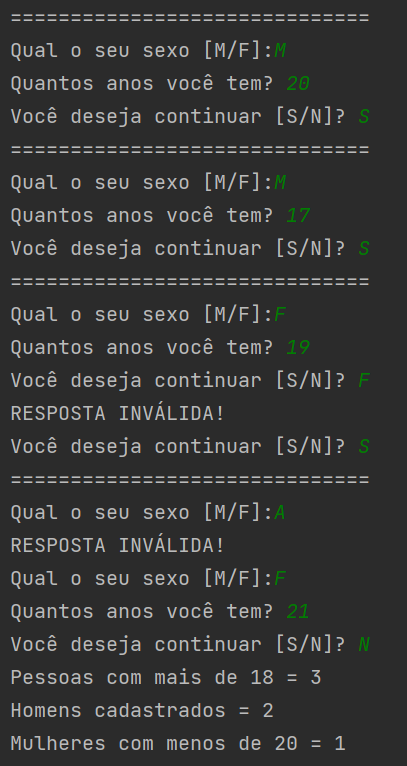 ==============================
Qual o seu sexo [M/F]:M
Quantos anos você tem? 20
Você deseja continuar [S/N]? S
==============================
Qual o seu sexo [M/F]:M
Quantos anos você tem? 17
Você deseja continuar [S/N]? S
==============================
Qual o seu sexo [M/F]:F
Quantos anos você tem? 19
Você deseja continuar [S/N]? F
RESPOSTA INVÁLIDA!
Você deseja continuar [S/N]? S
==============================
Qual o seu sexo [M/F]:A
RESPOSTA INVÁLIDA!
Qual o seu sexo [M/F]:F
Quantos anos você tem? 21
Você deseja continuar [S/N]? N
Pessoas com mais de 18 = 3
Homens cadastrados = 2
Mulheres com menos de 20 = 1